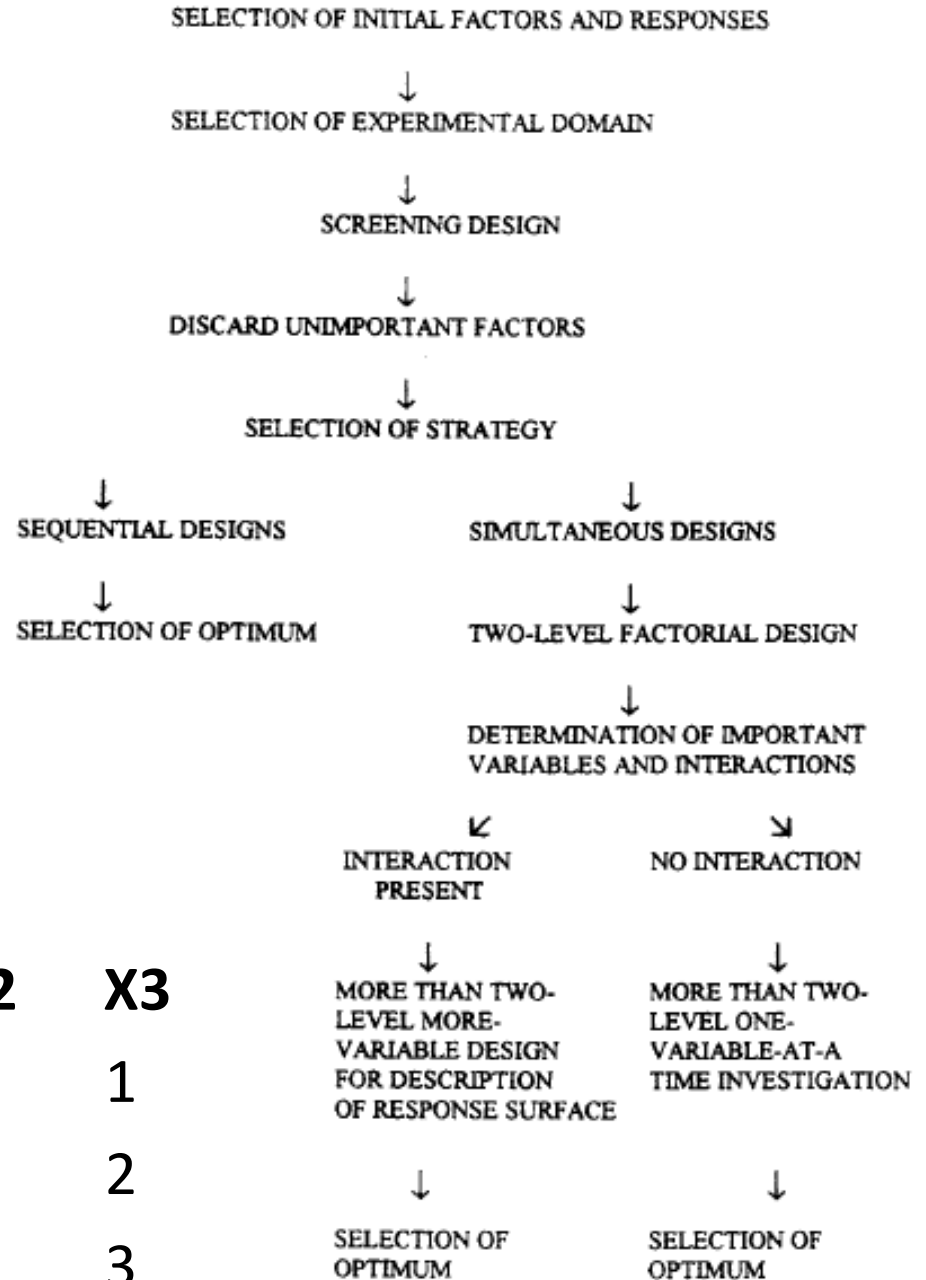 SELECTION OF INITIAL FACTORS AND RESPONSES
↓
SELECTION OF EXPERIMENTAL DOMAIN
↓
SCREENING DESIGN
↓
DISCARD UNIMPORTANT FACTORS
↓
SELECTION OF STRATEGY
↓ ↓
SEQUENTIAL DESIGNS
SIMULTANEOUS DESIGNS
↓ ↓
SELECTION OF OPTIMUM
TWO-LEVEL FACTORIAL DESIGN
↓
DETERMINATION OF IMPORTANT
VARIABLES AND INTERACTIONS
↙ ↘
INTERACTION
PRESENT
NO INTERACTION
↓ ↓
MORE THAN TWO-
LEVEL MORE-
VARIABLE DESIGN
FOR DESCRIPTION
OF RESPONSE SURFACE
MORE THAN TWO-
LEVEL ONE-
VARIABLE-AT-A
TIME INVESTIGATION
↓ ↓
SELECTION OF
OPTIMUM
SELECTION OF
OPTIMUM
2 X3
1
2
3